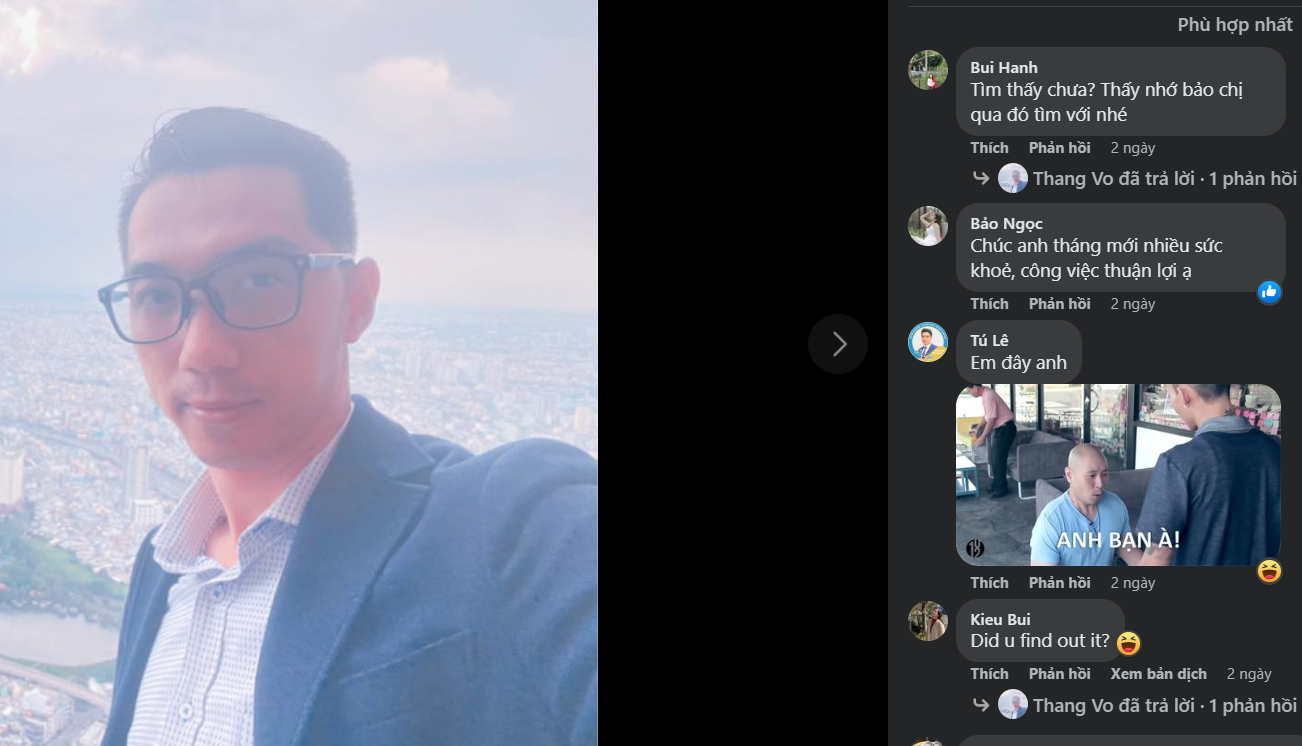 Phù hợp nhất
Bui Hanh
Tìm thấy chưa? Thấy nhớ bảo chị
qua đó tìm với nhé
Thích Phản hồi 2 ngày
Thang Vo đã trả lời · 1 phản hồi
Bảo Ngọc
Chúc anh tháng mới nhiều sức
khoẻ, công việc thuận lợi ạ
Thích Phản hồi 2 ngày
Tú Lê
Em đây anh
ANH BẠN À!
Thích Phản hồi 2 ngày
Kieu Bui
Did u find out it?
Thích Phản hồi Xem bản dịch 2 ngày
Thang Vo đã trả lời · 1 phản hồi